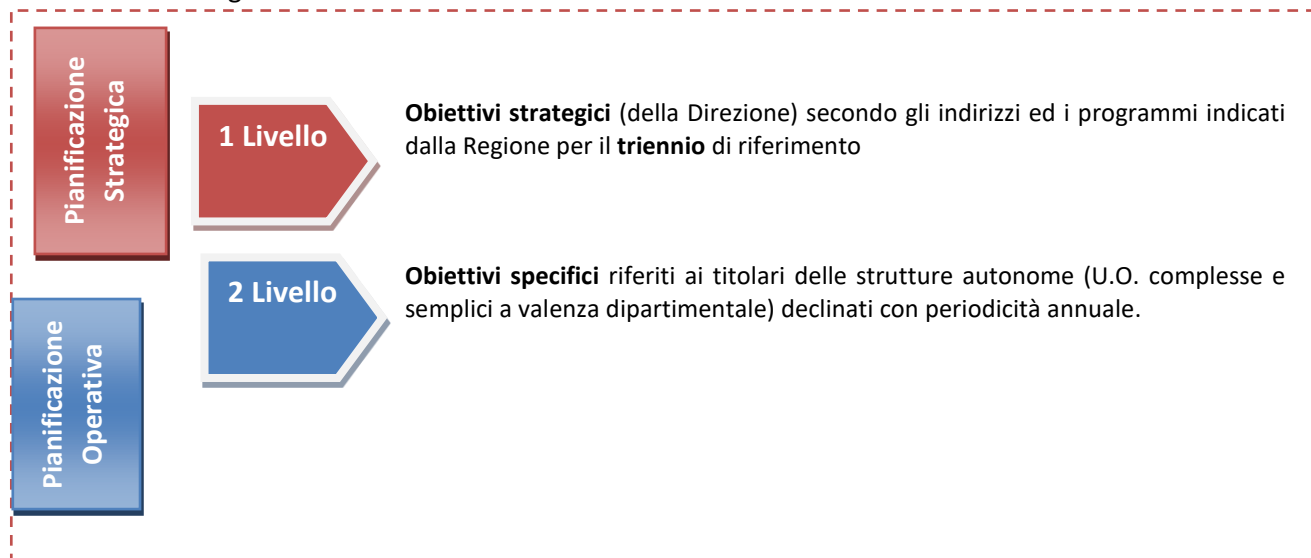 Pianificazione
Strategica
1 Livello
Obiettivi strategici (della Direzione) secondo gli indirizzi ed i programmi indicati
dalla Regione per il triennio di riferimento
2 Livello
Obiettivi specifici riferiti ai titolari delle strutture autonome (U.O. complesse e
semplici a valenza dipartimentale) declinati con periodicità annuale.
Pianificazione
Operativa